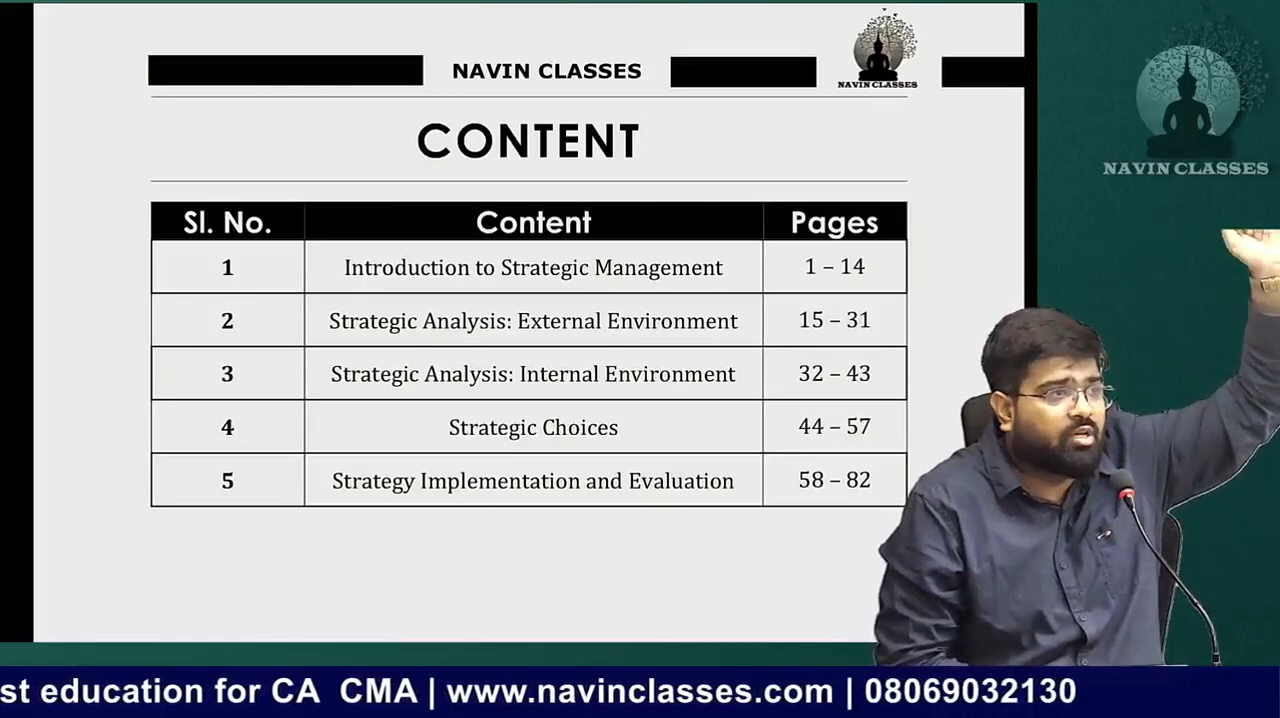 NAVIN CLASSES
NAVIN CLASSES
NAVIN CLASSES
CONTENT
Sl. No. Content Pages
1 Introduction to Strategic Management 1 – 14
2 Strategic Analysis: External Environment 15 – 31
3 Strategic Analysis: Internal Environment 32 – 43
4 Strategic Choices 44 – 57
5 Strategy Implementation and Evaluation 58 – 82
st education for CA CMA | www.navinclasses.com | 08069032130